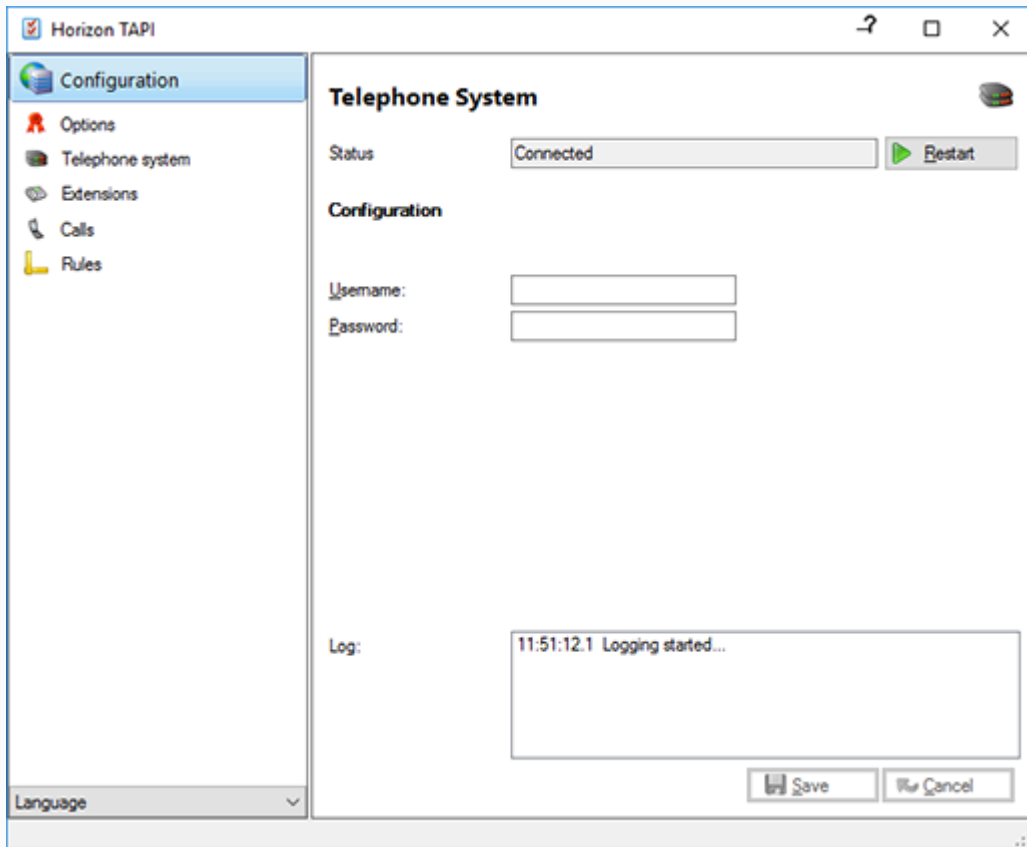 Horizon TAPI
Configuration
Options
Telephone system
Extensions
Calls
Rules
Language
Telephone System
Status Connected Restart
Configuration
Username:
Password:
Log: 11:51:12.1 Logging started...
Save Cancel